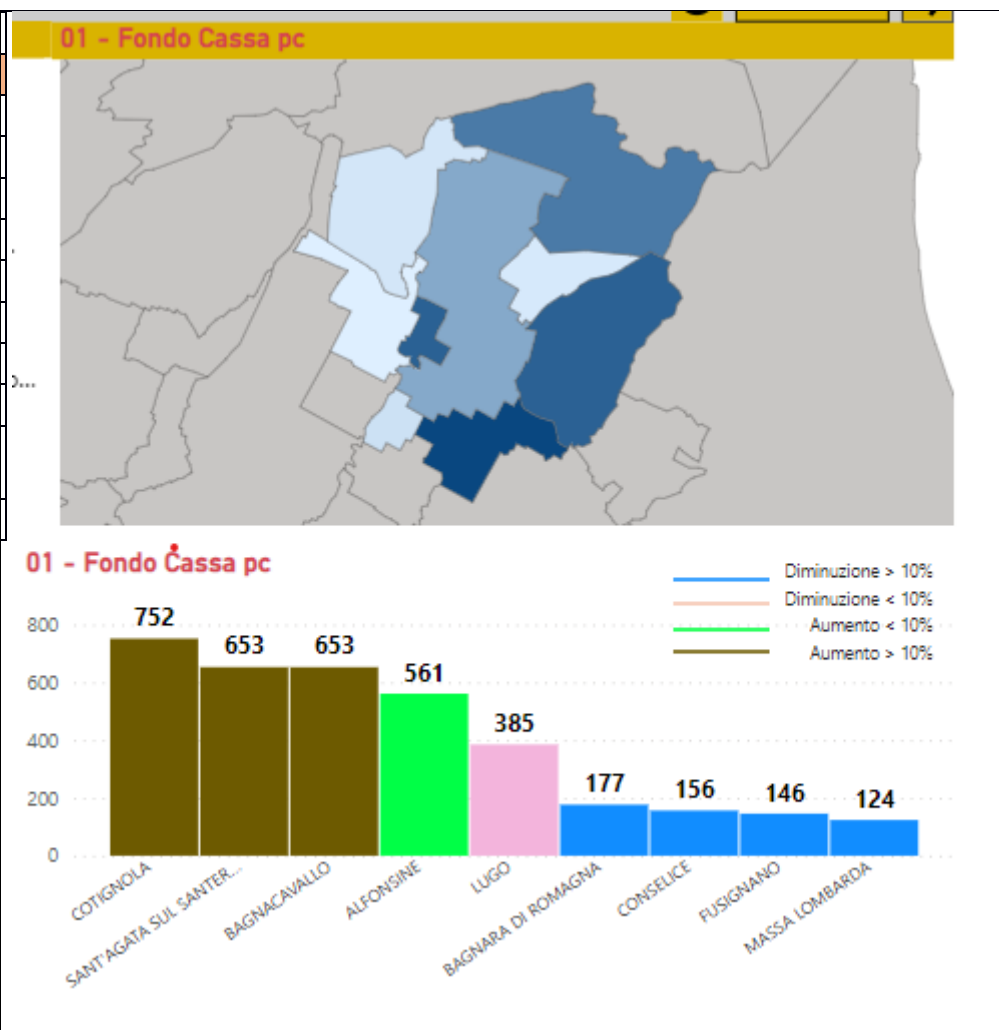 01 - Fondo Cassa pc
o...
01 - Fondo Cassa pc
Diminuzione > 10%
Diminuzione < 10%
Aumento < 10%
Aumento > 10%
800
600
400
200
0
752
653
653
561
385
177
156
146
124
COTIGNOLA
SANT'AGATA SUL SANTER...
BAGNACAVALLO
ALFONSINE
LUGO
BAGNARA DI ROMAGNA
CONSELICE
FUSIGNANO
MASSA LOMBARDA